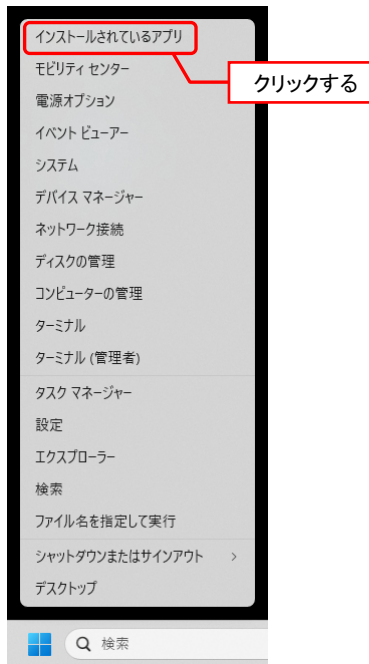 インストールされているアプリ
モビリティ センター
クリックする
電源オプション
イベント ビューアー
システム
デバイス マネージャー
ネットワーク接続
ディスクの管理
コンピューターの管理
ターミナル
ターミナル (管理者)
タスク マネージャー
設定
エクスプローラー
検索
ファイル名を指定して実行
シャットダウンまたはサインアウト
デスクトップ
検索